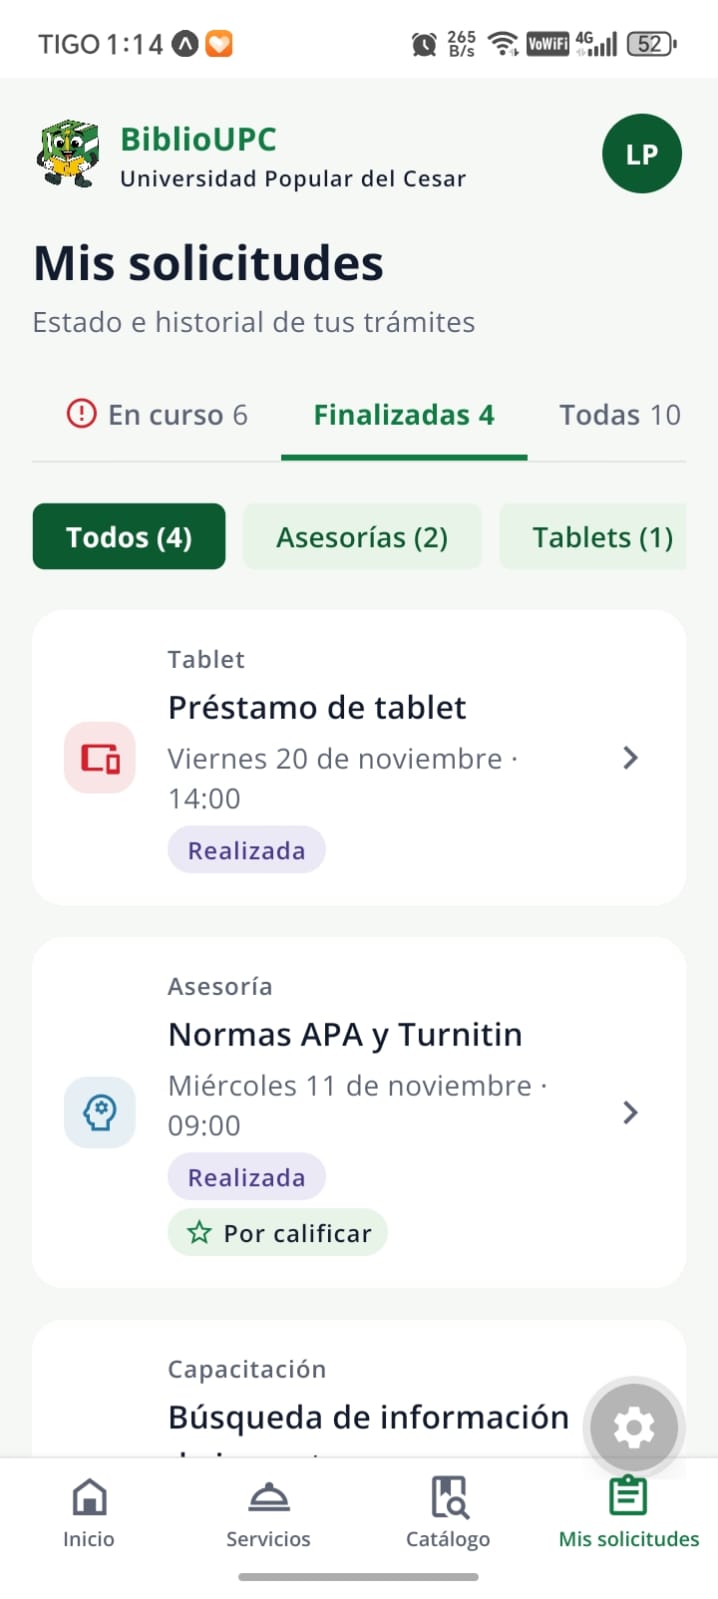 TIGO 1:14
265 B/s VoWiFi 4G 52
BiblioUPC
Universidad Popular del Cesar
LP
Mis solicitudes
Estado e historial de tus trámites
En curso 6
Finalizadas 4
Todas 10
Todos (4)
Asesorías (2)
Tablets (1)
Tablet
Préstamo de tablet
Viernes 20 de noviembre ·
14:00
Realizada
Asesoría
Normas APA y Turnitin
Miércoles 11 de noviembre ·
09:00
Realizada
Por calificar
Capacitación
Búsqueda de información
Inicio
Servicios
Catálogo
Mis solicitudes